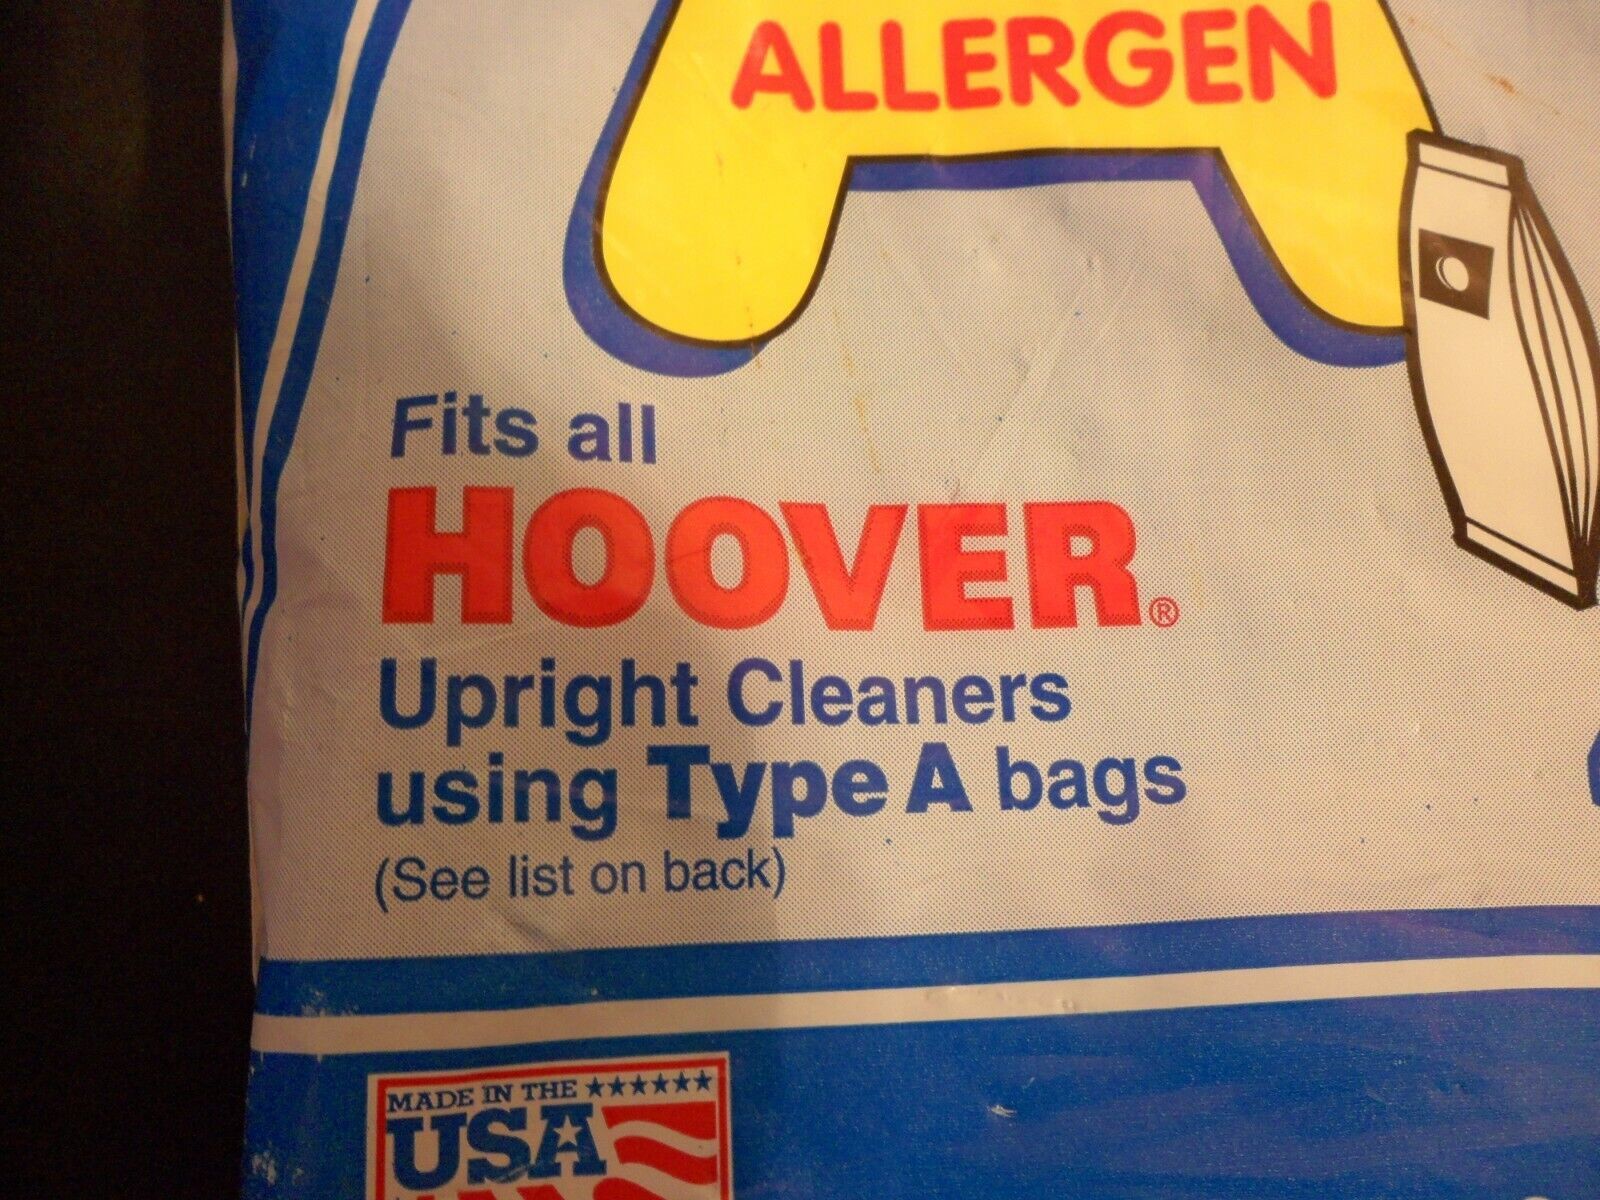 ALLERGEN
Fits all
HOOVER®
Upright Cleaners
using Type A bags
(See list on back)
MADE IN THE ★★★★★★
USA